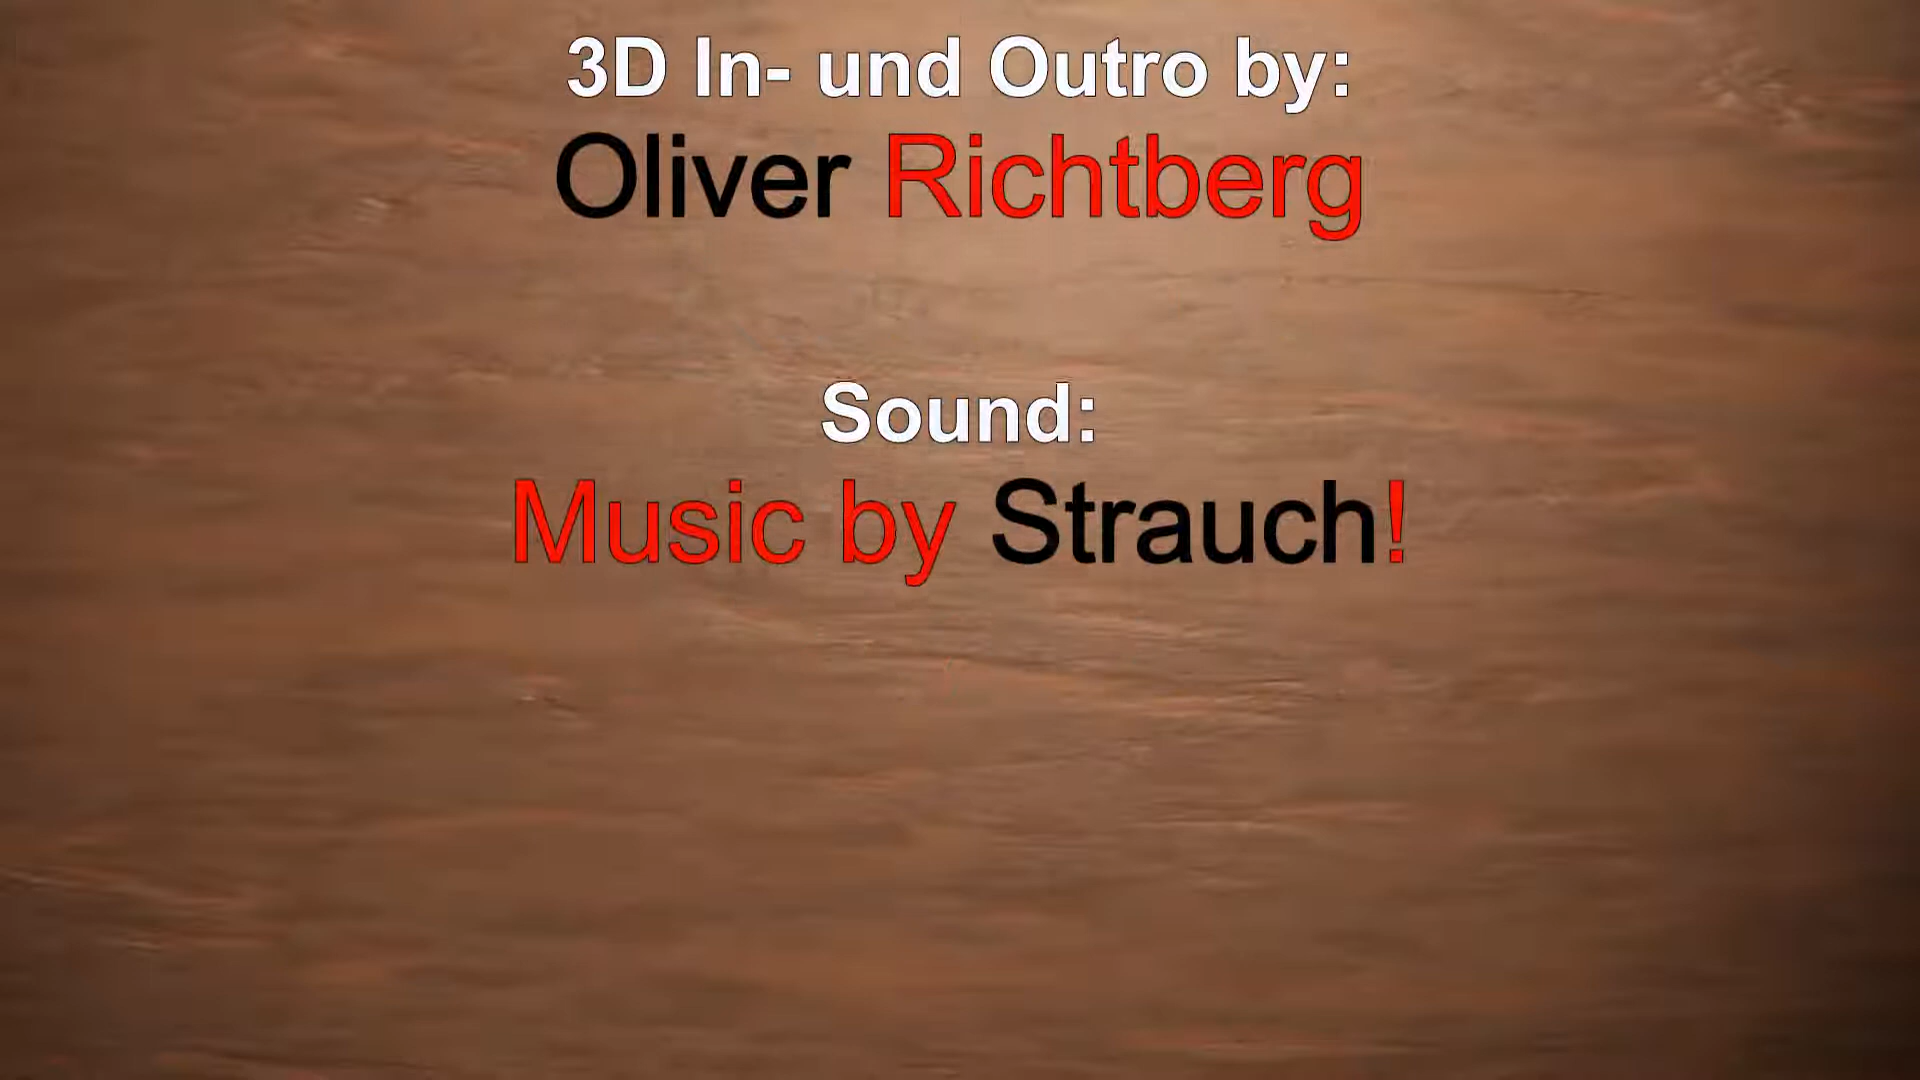 3D In- und Outro by:
Oliver Richtberg
Sound:
Music by Strauch!